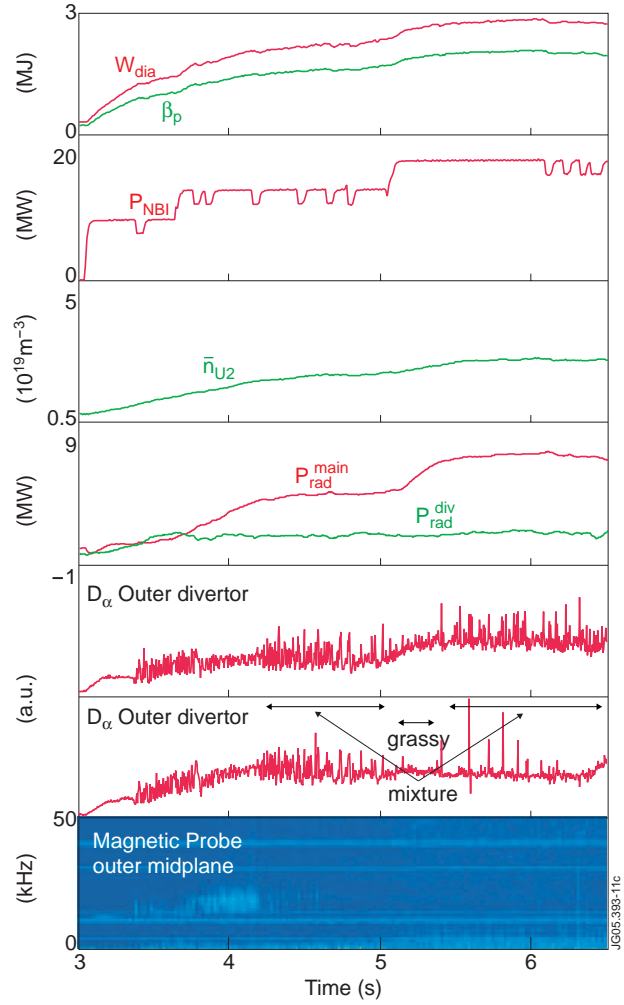 3
(MJ)
W_dia
β_p
0
20
(MW)
P_NBI
0
5
(10^19 m^−3)
n̄_U2
0.5
9
(MW)
P_rad^main
P_rad^div
−1
D_α Outer divertor
(a.u.)
D_α Outer divertor
grassy
mixture
50
(kHz)
Magnetic Probe
outer midplane
0
3 4 5 6
Time (s)
JG05.393-11c